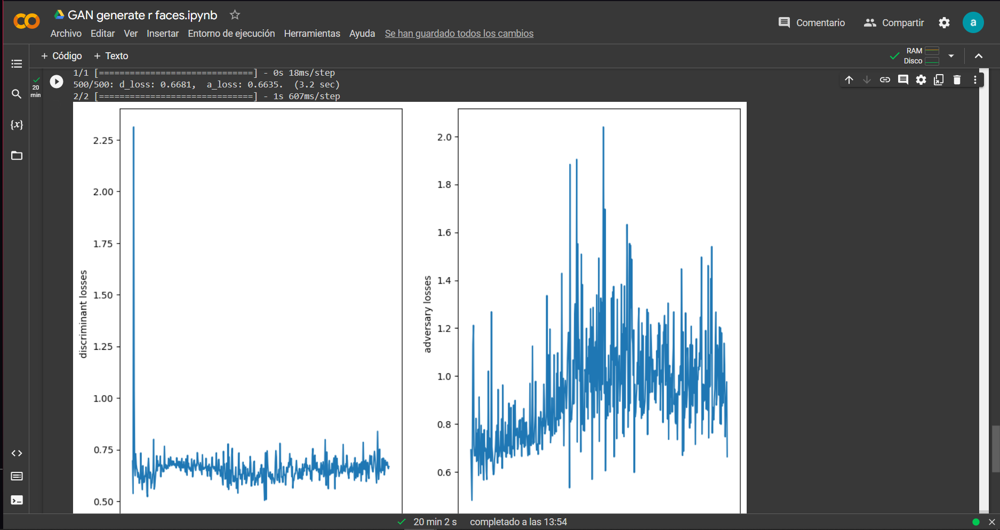 GAN generate r faces.ipynb
Archivo Editar Ver Insertar Entorno de ejecución Herramientas Ayuda Se han guardado todos los cambios
Comentario Compartir a
+ Código + Texto
RAM
Disco
{x}
20
min
1/1 [==============================] - 0s 18ms/step
500/500: d_loss: 0.6681,  a_loss: 0.6635.  (3.2 sec)
2/2 [==============================] - 1s 607ms/step
discriminant losses
2.25
2.00
1.75
1.50
1.25
1.00
0.75
0.50
adversary losses
2.0
1.8
1.6
1.4
1.2
1.0
0.8
0.6
20 min 2 s completado a las 13:54